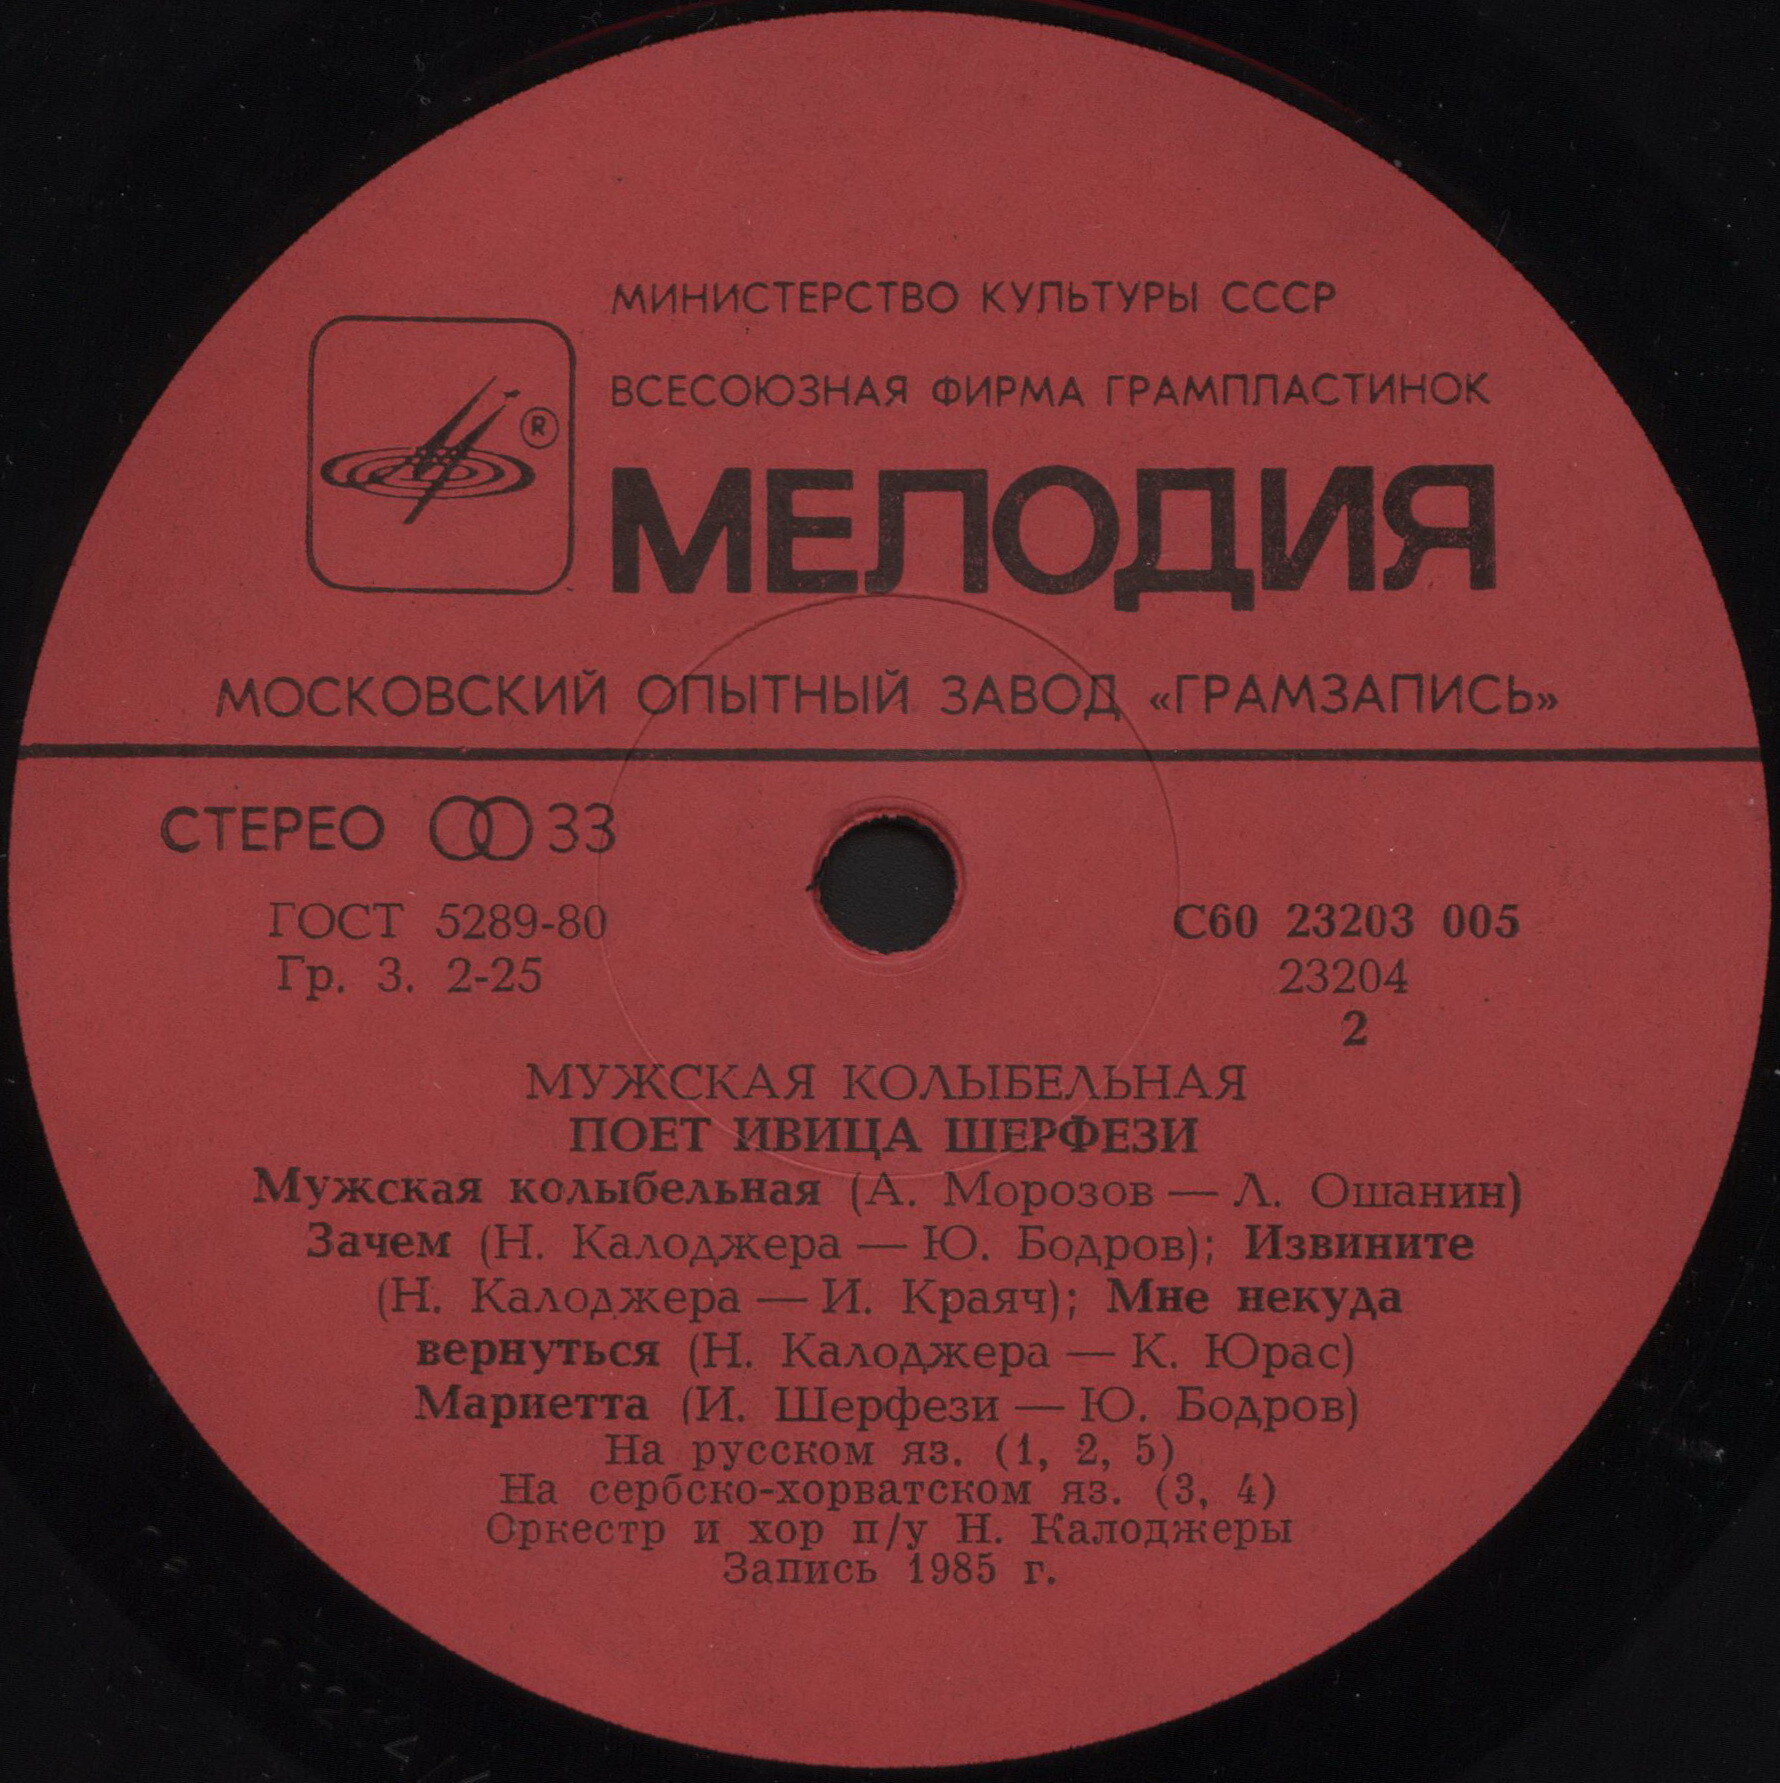 МИНИСТЕРСТВО КУЛЬТУРЫ СССР
ВСЕСОЮЗНАЯ ФИРМА ГРАМПЛАСТИНОК
®
МЕЛОДИЯ
МОСКОВСКИЙ ОПЫТНЫЙ ЗАВОД «ГРАМЗАПИСЬ»
СТЕРЕО 33
ГОСТ 5289-80
Гр. 3. 2-25
С60 23203 005
23204
2
МУЖСКАЯ КОЛЫБЕЛЬНАЯ
ПОЕТ ИВИЦА ШЕРФЕЗИ
Мужская колыбельная (А. Морозов — Л. Ошанин)
Зачем (Н. Калоджера — Ю. Бодров); Извините
(Н. Калоджера — И. Краяч); Мне некуда
вернуться (Н. Калоджера — К. Юрас)
Мариетта (И. Шерфези — Ю. Бодров)
На русском яз. (1, 2, 5)
На сербско-хорватском яз. (3, 4)
Оркестр и хор п/у Н. Калоджеры
Запись 1985 г.